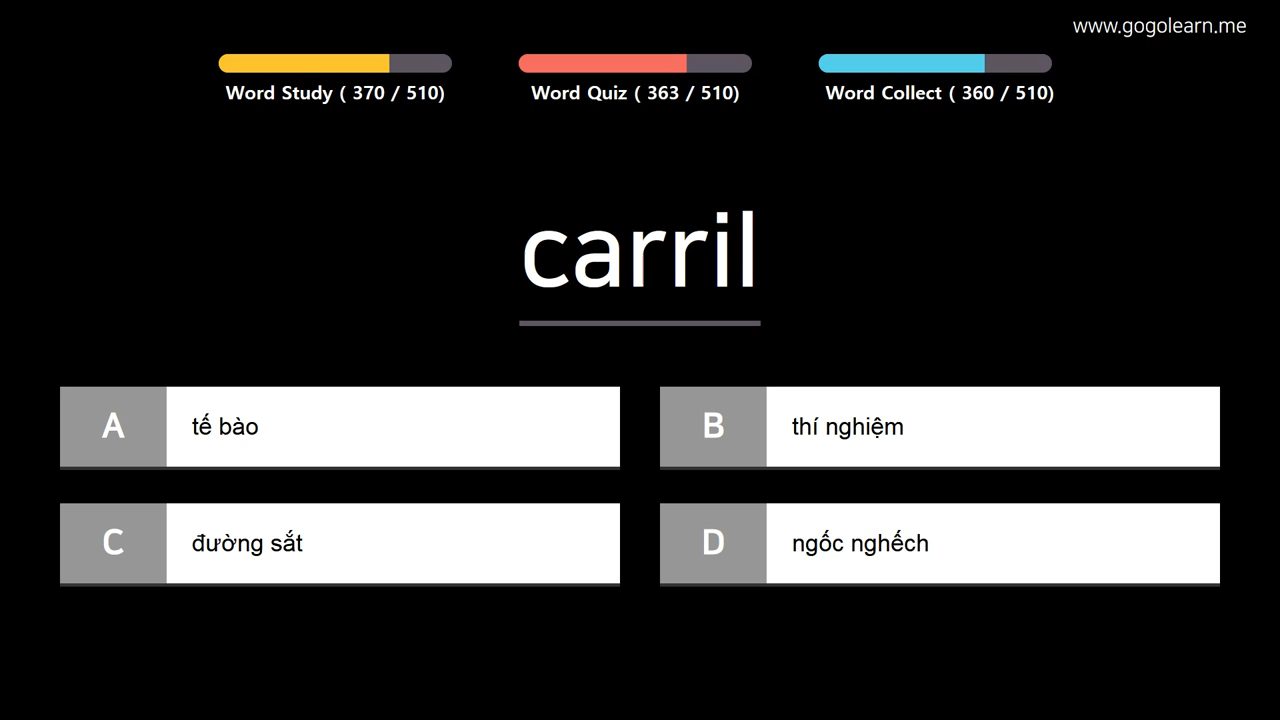 www.gogolearn.me
Word Study ( 370 / 510)
Word Quiz ( 363 / 510)
Word Collect ( 360 / 510)
carril
A tế bào
B thí nghiệm
C đường sắt
D ngốc nghếch